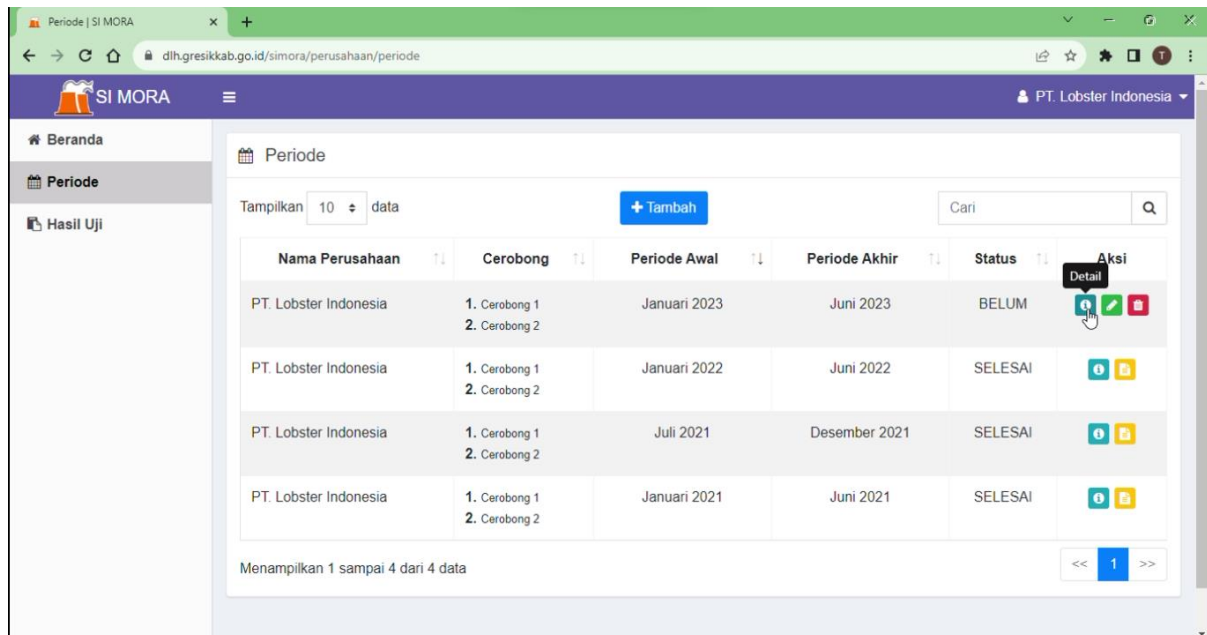 Periode | SI MORA
dlh.gresikkab.go.id/simora/perusahaan/periode
T
SI MORA
PT. Lobster Indonesia
Beranda
Periode
Hasil Uji
Periode
Tampilkan 10 data
+ Tambah
Cari
Nama Perusahaan Cerobong Periode Awal Periode Akhir Status Aksi
Detail
PT. Lobster Indonesia 1. Cerobong 1 Januari 2023 Juni 2023 BELUM
2. Cerobong 2
PT. Lobster Indonesia 1. Cerobong 1 Januari 2022 Juni 2022 SELESAI
2. Cerobong 2
PT. Lobster Indonesia 1. Cerobong 1 Juli 2021 Desember 2021 SELESAI
2. Cerobong 2
PT. Lobster Indonesia 1. Cerobong 1 Januari 2021 Juni 2021 SELESAI
2. Cerobong 2
Menampilkan 1 sampai 4 dari 4 data
<< 1 >>